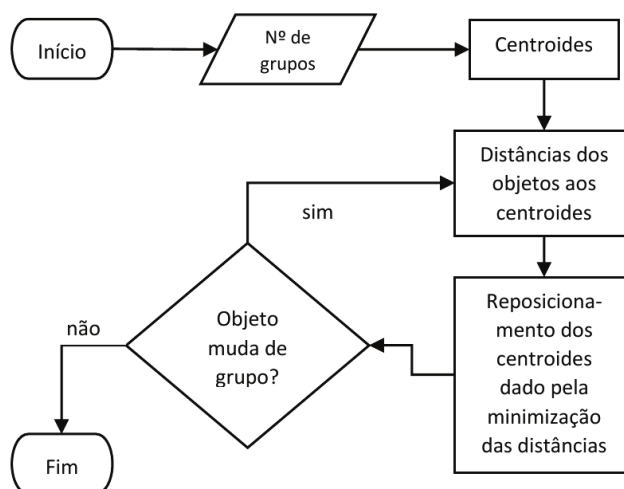 Início
Nº de
grupos
Centroides
Distâncias dos
objetos aos
centroides
sim
Reposiciona-
mento dos
centroides
dado pela
minimização
das distâncias
Objeto
muda de
grupo?
não
Fim